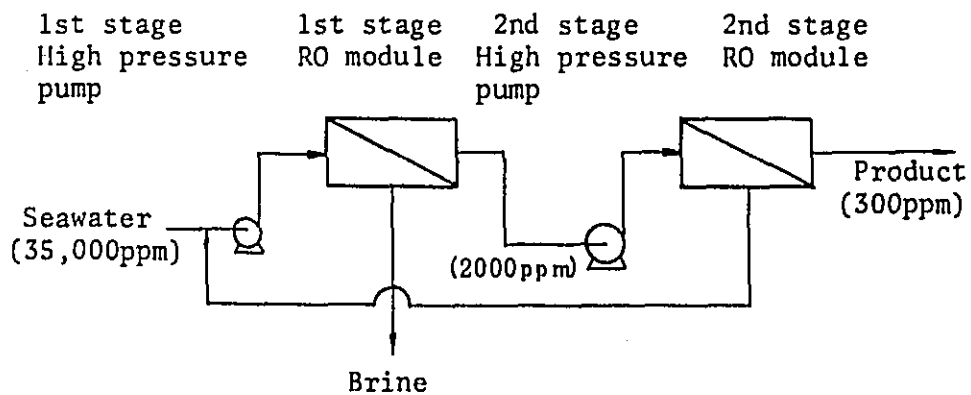 1st stage
High pressure
pump
1st stage
RO module
2nd stage
High pressure
pump
2nd stage
RO module
Seawater
(35,000ppm)
(2000ppm)
Product
(300ppm)
Brine